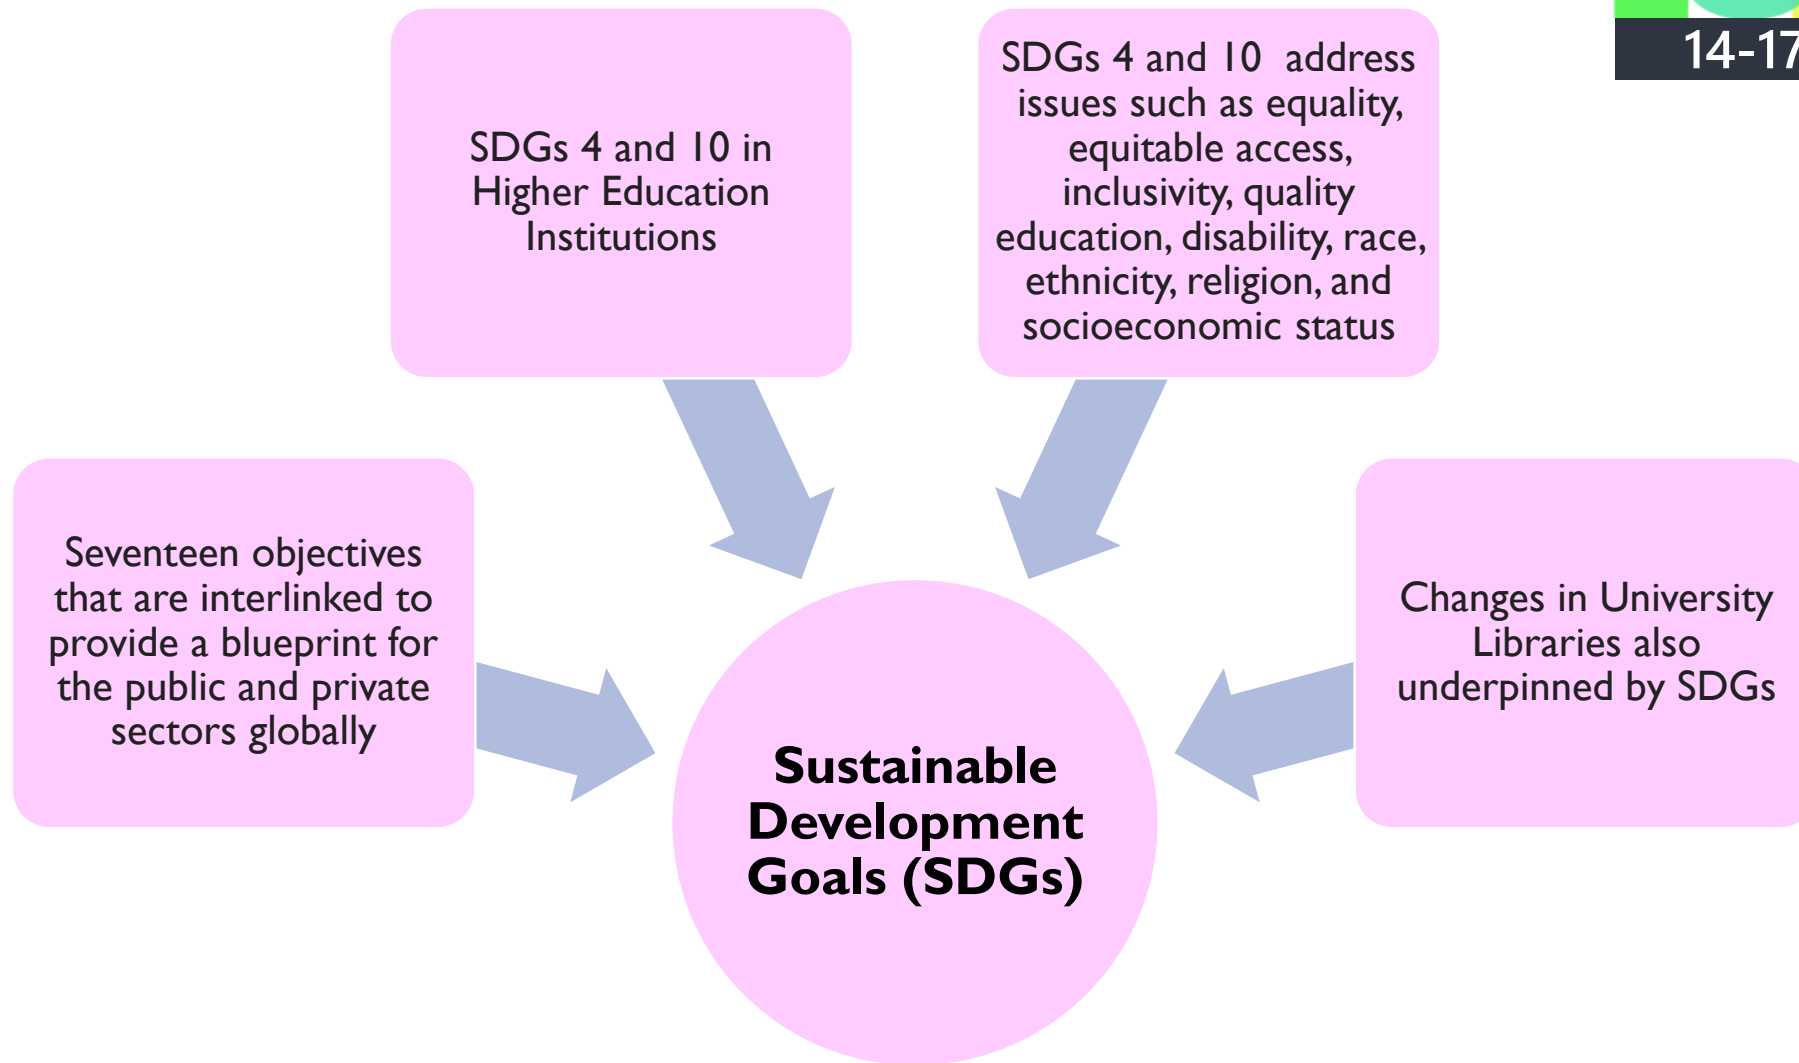 14-17
SDGs 4 and 10 in
Higher Education
Institutions
SDGs 4 and 10 address
issues such as equality,
equitable access,
inclusivity, quality
education, disability, race,
ethnicity, religion, and
socioeconomic status
Seventeen objectives
that are interlinked to
provide a blueprint for
the public and private
sectors globally
Changes in University
Libraries also
underpinned by SDGs
Sustainable
Development
Goals (SDGs)